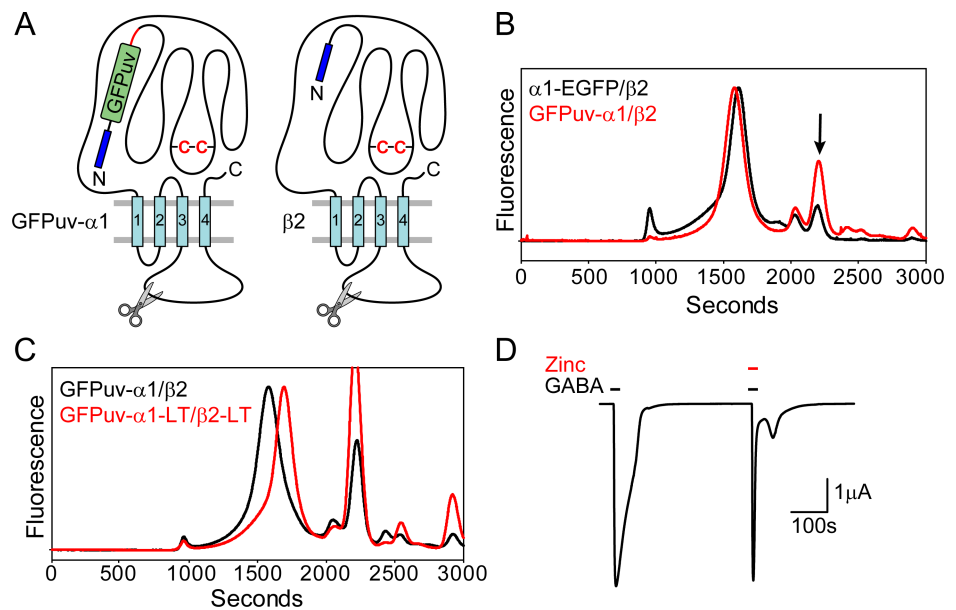 A
GFPuv
N
C-C
C
GFPuv-α1
1 2 3 4
N
C-C
C
β2
1 2 3 4
B
α1-EGFP/β2
GFPuv-α1/β2
Fluorescence
0 500 1000 1500 2000 2500 3000
Seconds
C
GFPuv-α1/β2
GFPuv-α1-LT/β2-LT
Fluorescence
0 500 1000 1500 2000 2500 3000
Seconds
D
Zinc
GABA
1μA
100s